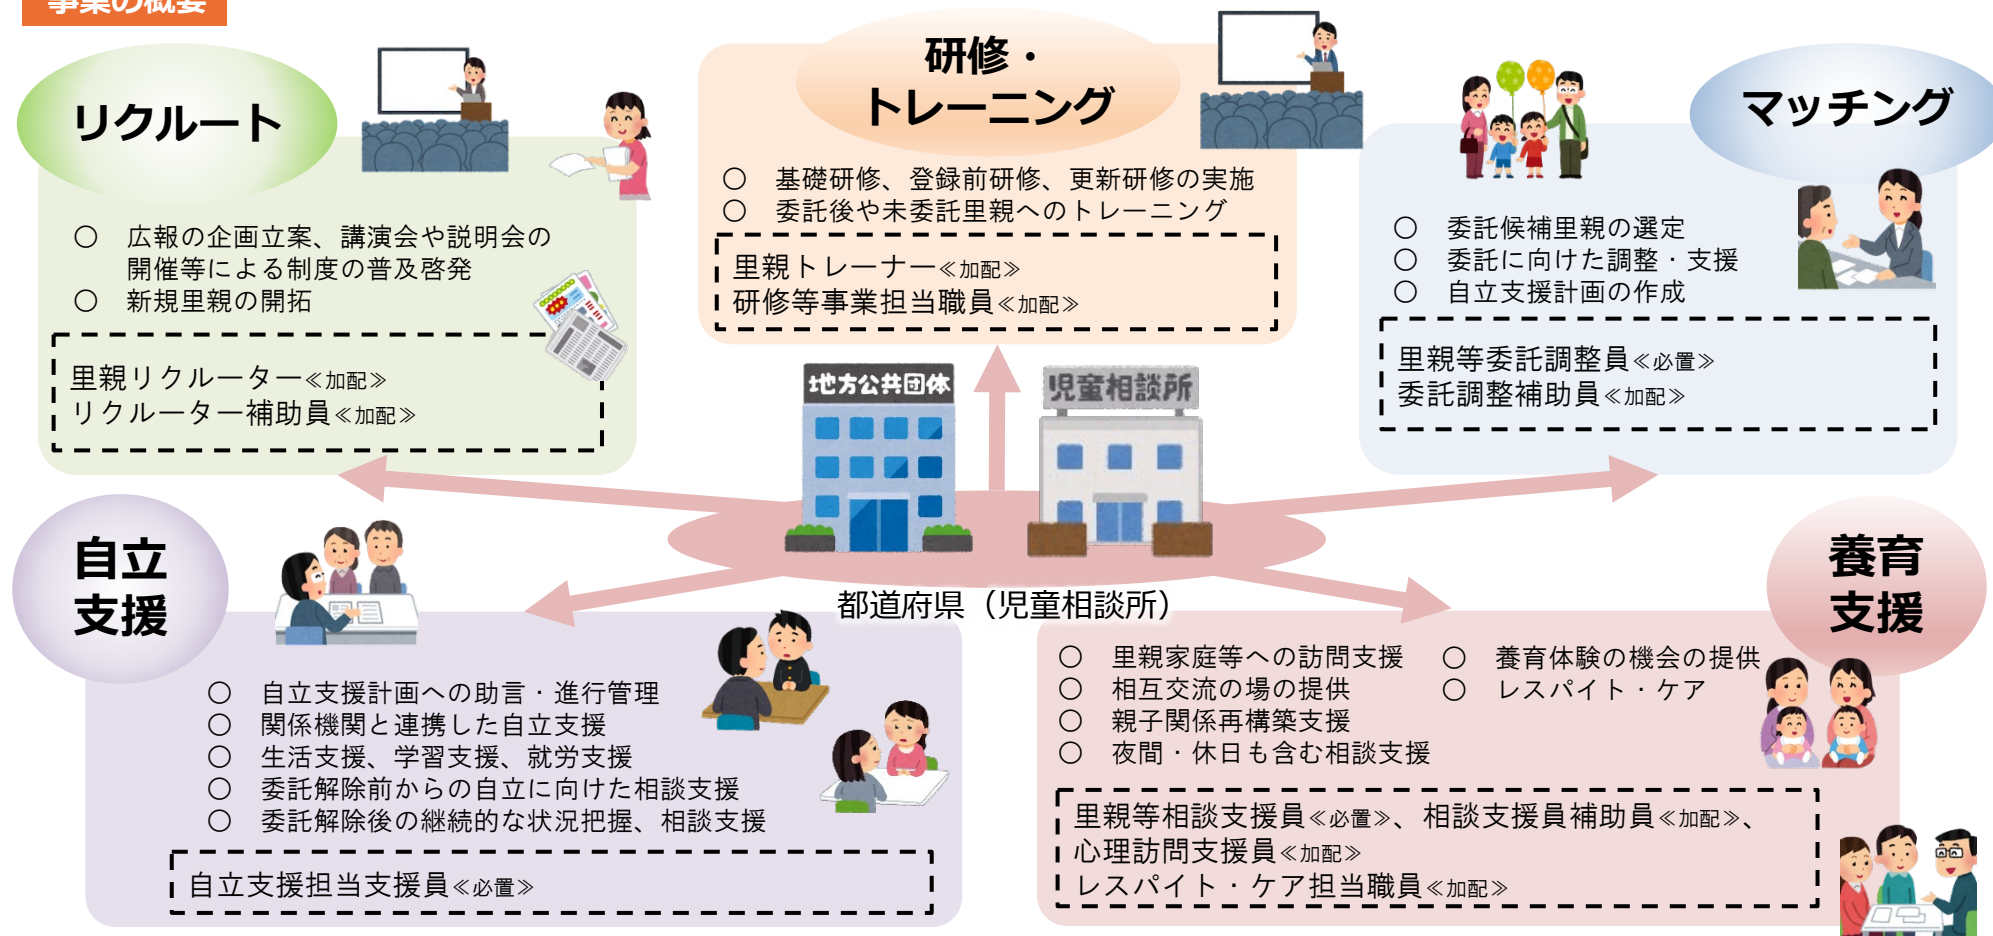 事業の概要
リクルート
○ 広報の企画立案、講演会や説明会の
開催等による制度の普及啓発
○ 新規里親の開拓
里親リクルーター≪加配≫
リクルーター補助員≪加配≫
研修・
トレーニング
○ 基礎研修、登録前研修、更新研修の実施
○ 委託後や未委託里親へのトレーニング
里親トレーナー≪加配≫
研修等事業担当職員≪加配≫
マッチング
○ 委託候補里親の選定
○ 委託に向けた調整・支援
○ 自立支援計画の作成
里親等委託調整員≪必置≫
委託調整補助員≪加配≫
地方公共団体
児童相談所
都道府県（児童相談所）
自立
支援
○ 自立支援計画への助言・進行管理
○ 関係機関と連携した自立支援
○ 生活支援、学習支援、就労支援
○ 委託解除前からの自立に向けた相談支援
○ 委託解除後の継続的な状況把握、相談支援
自立支援担当支援員≪必置≫
養育
支援
○ 里親家庭等への訪問支援
○ 相互交流の場の提供
○ 親子関係再構築支援
○ 夜間・休日も含む相談支援
○ 養育体験の機会の提供
○ レスパイト・ケア
里親等相談支援員≪必置≫、相談支援員補助員≪加配≫、
心理訪問支援員≪加配≫
レスパイト・ケア担当職員≪加配≫